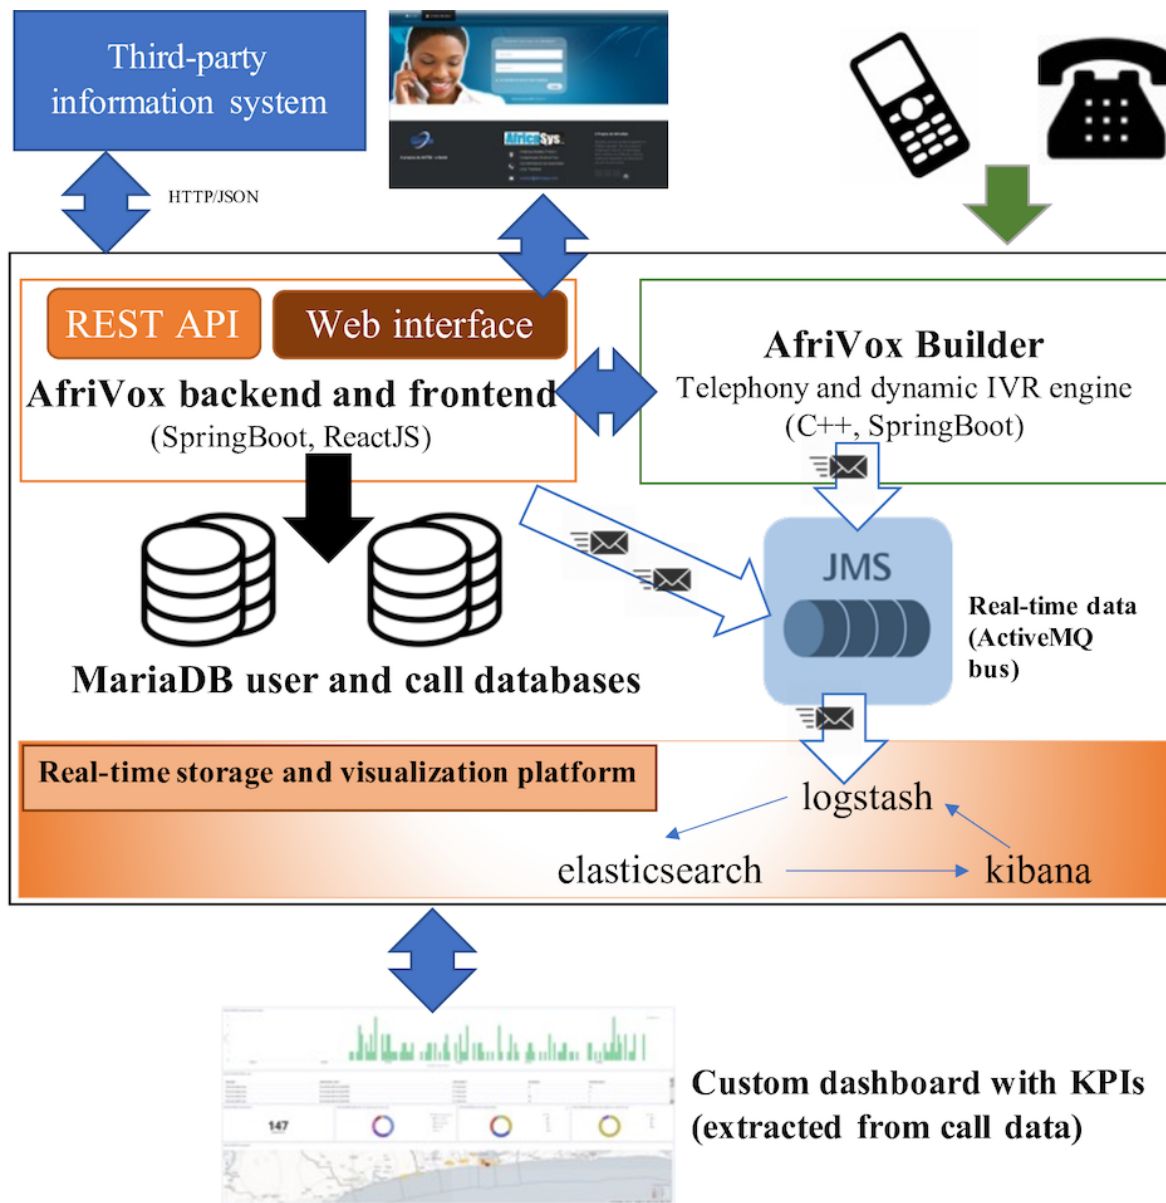 Third-party
information system
HTTP/JSON
AfricaSys
REST API
Web interface
AfriVox backend and frontend
(SpringBoot, ReactJS)
AfriVox Builder
Telephony and dynamic IVR engine
(C++, SpringBoot)
JMS
Real-time data
(ActiveMQ
bus)
MariaDB user and call databases
Real-time storage and visualization platform
logstash
elasticsearch
kibana
147
Custom dashboard with KPIs
(extracted from call data)